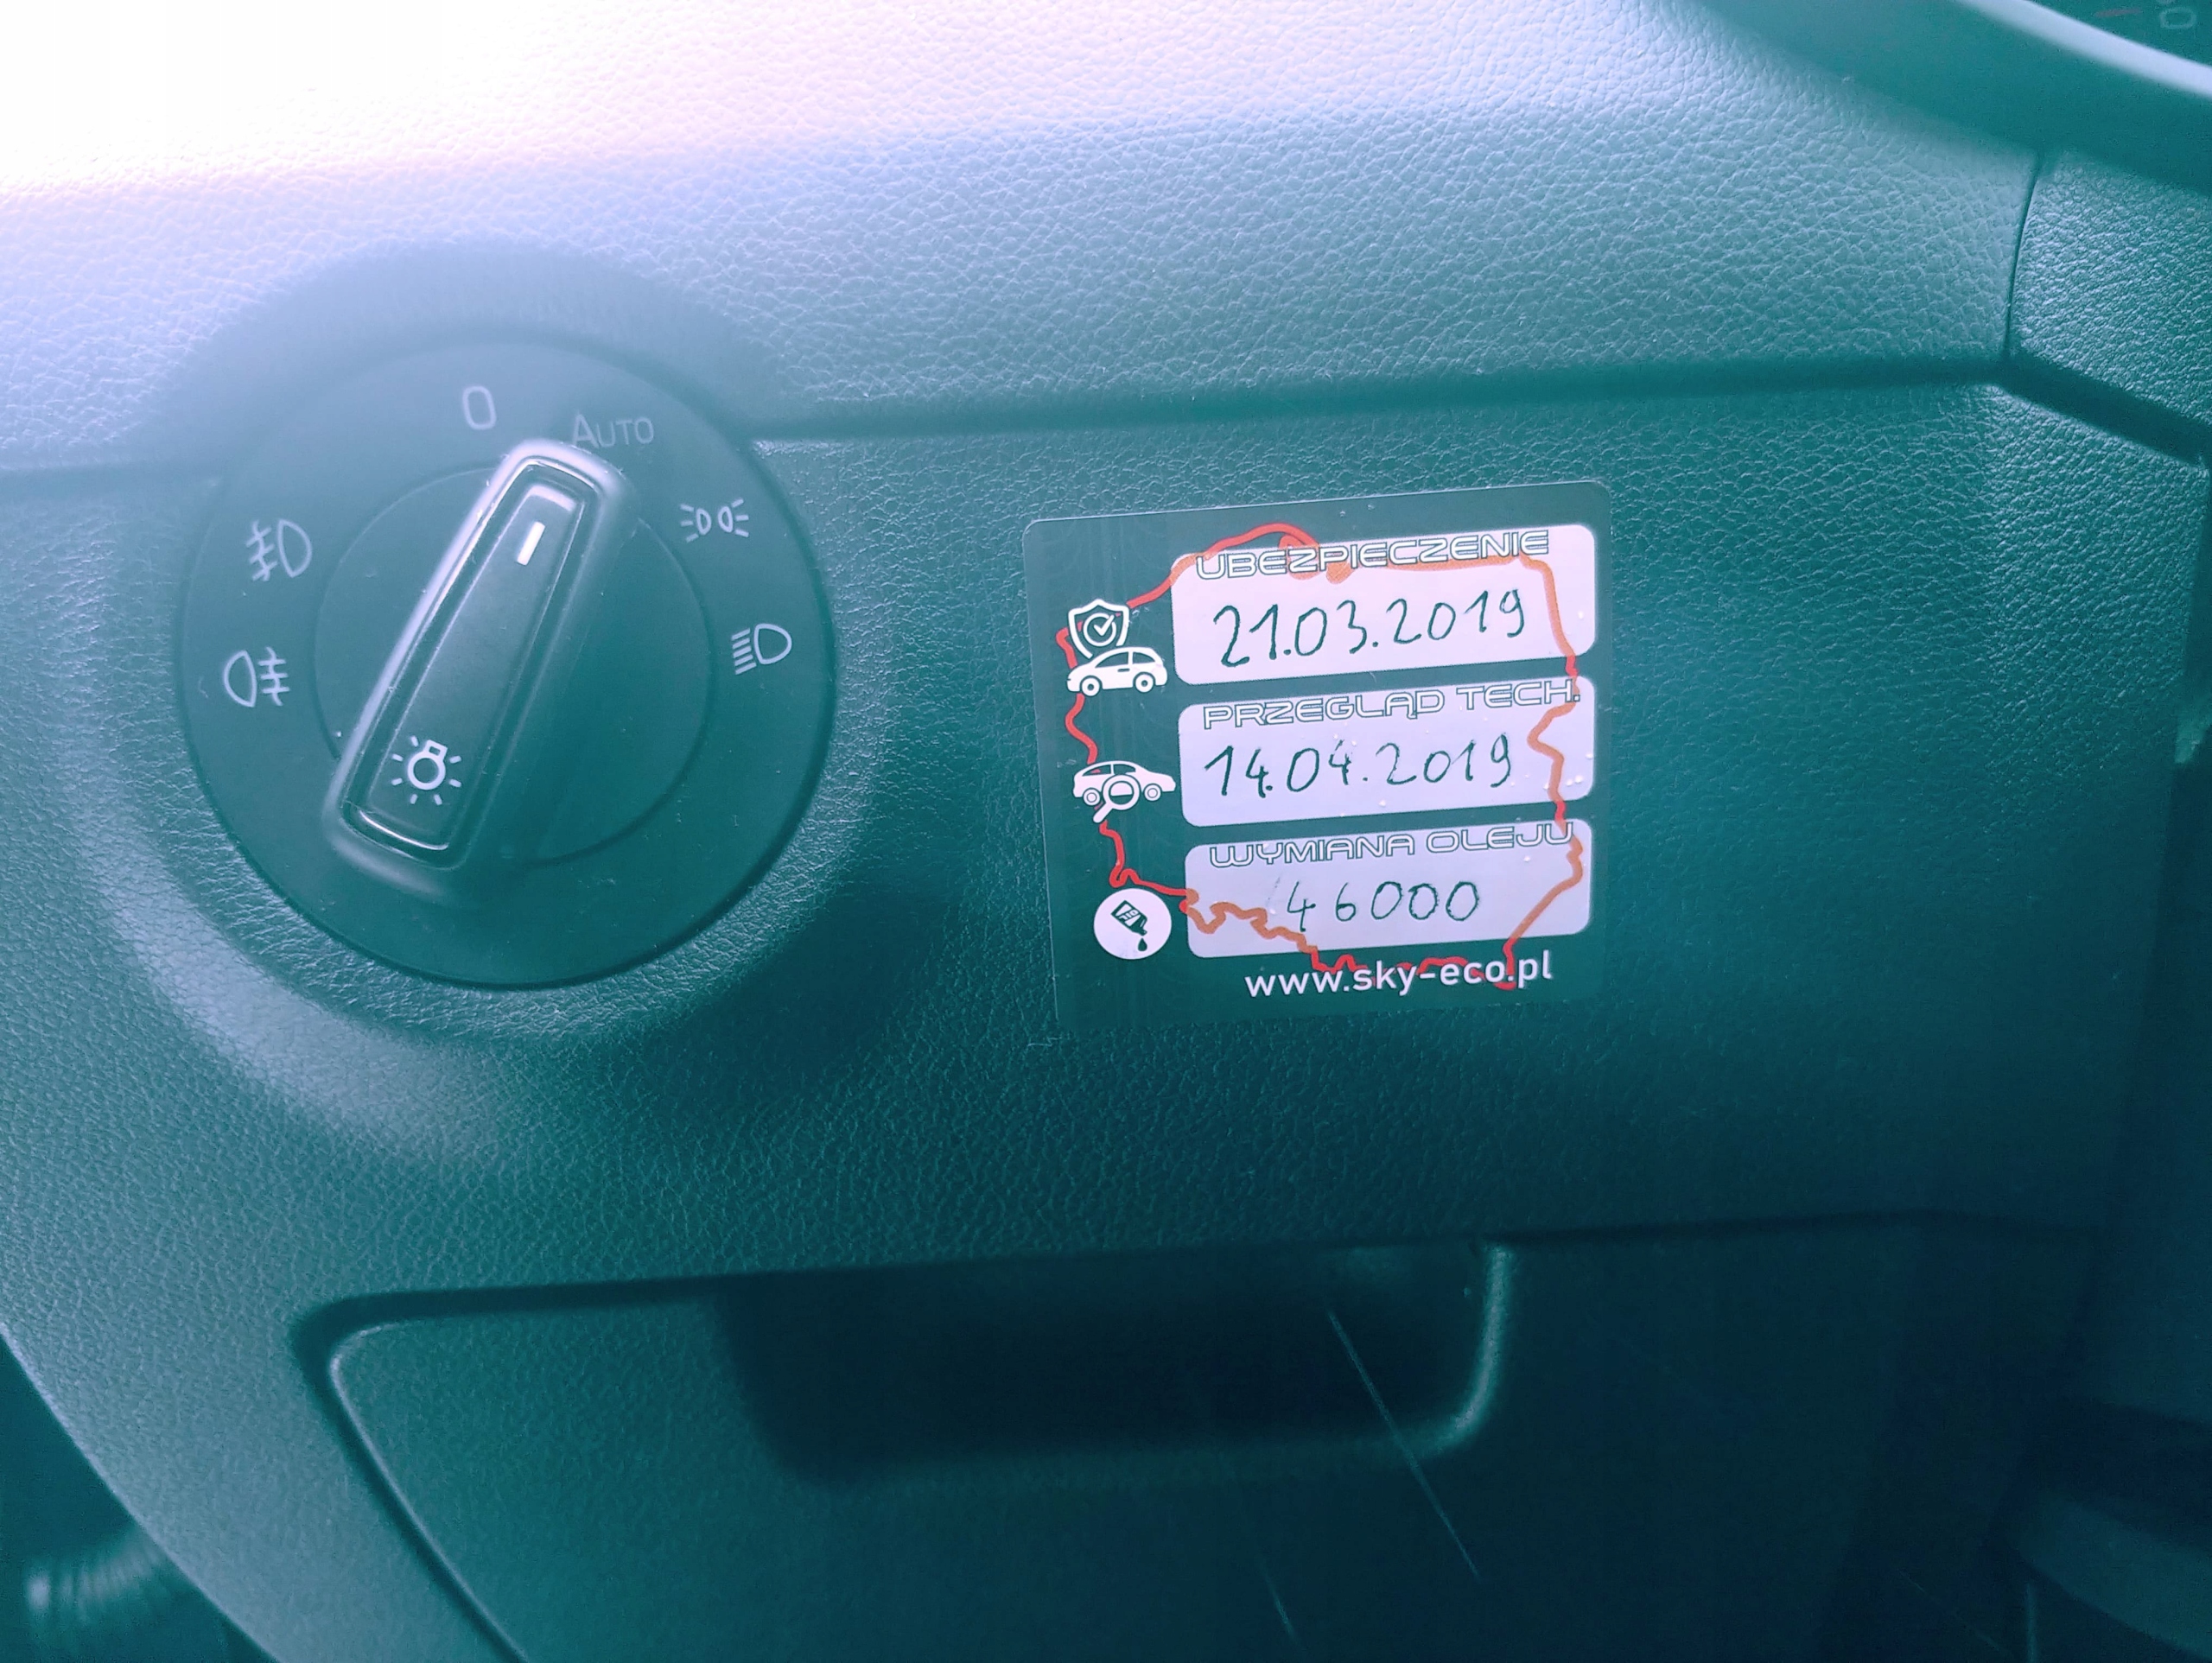 0
AUTO
UBEZPIECZENIE
21.03.2019
PRZEGLĄD TECH.
14.04.2019
WYMIANA OLEJU
46000
www.sky-eco.pl